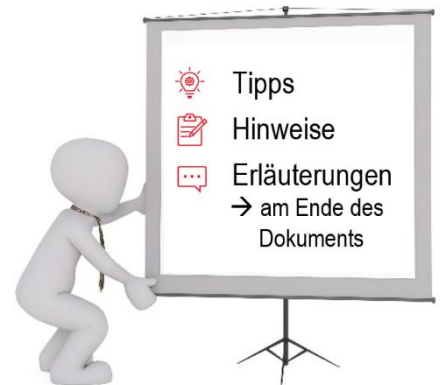 Tipps
Hinweise
Erläuterungen
→ am Ende des
Dokuments